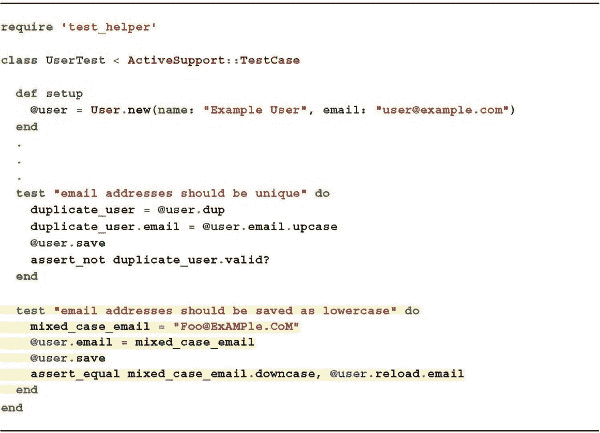 require 'test_helper'
class UserTest < ActiveSupport::TestCase
def setup
@user = User.new(name: "Example User", email: "user@example.com")
end
.
.
.
test "email addresses should be unique" do
duplicate_user = @user.dup
duplicate_user.email = @user.email.upcase
@user.save
assert_not duplicate_user.valid?
end
test "email addresses should be saved as lowercase" do
mixed_case_email = "Foo@ExAMPle.CoM"
@user.email = mixed_case_email
@user.save
assert_equal mixed_case_email.downcase, @user.reload.email
end
end